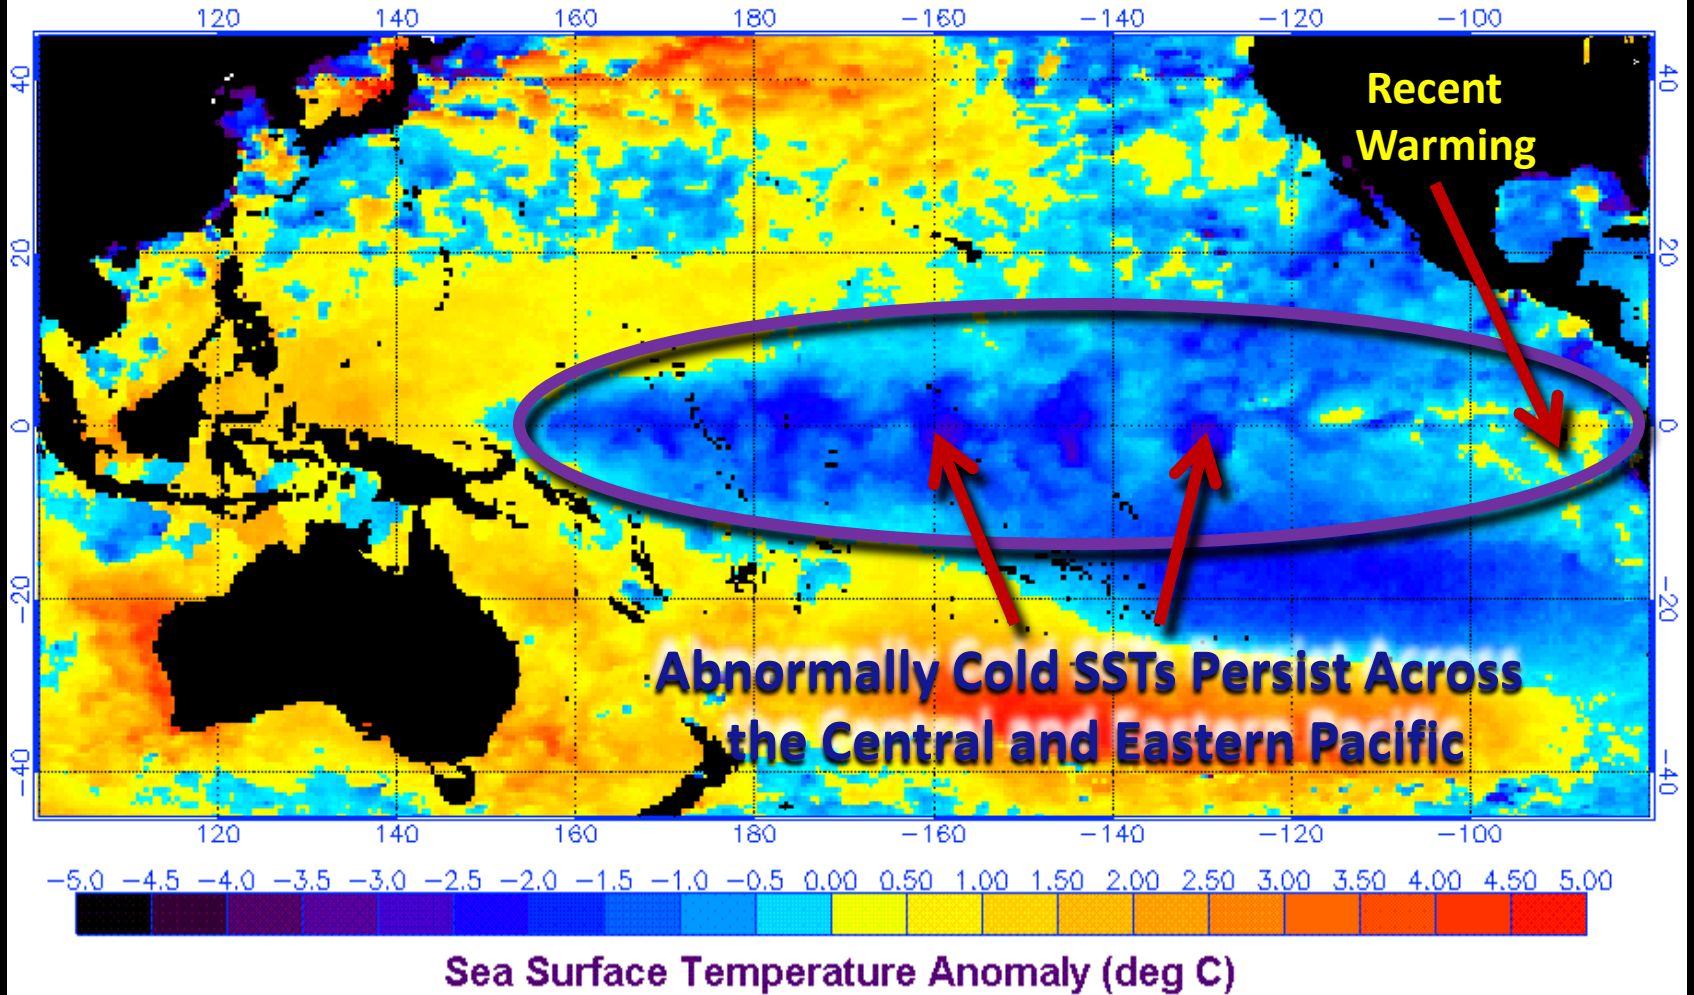 120 140 160 180 −160 −140 −120 −100
40 40
Recent
Warming
20 20
0 0
−20 −20
Abnormally Cold SSTs Persist Across
the Central and Eastern Pacific
−40 −40
120 140 160 180 −160 −140 −120 −100
−5.0 −4.5 −4.0 −3.5 −3.0 −2.5 −2.0 −1.5 −1.0 −0.5 0.00 0.50 1.00 1.50 2.00 2.50 3.00 3.50 4.00 4.50 5.00
Sea Surface Temperature Anomaly (deg C)